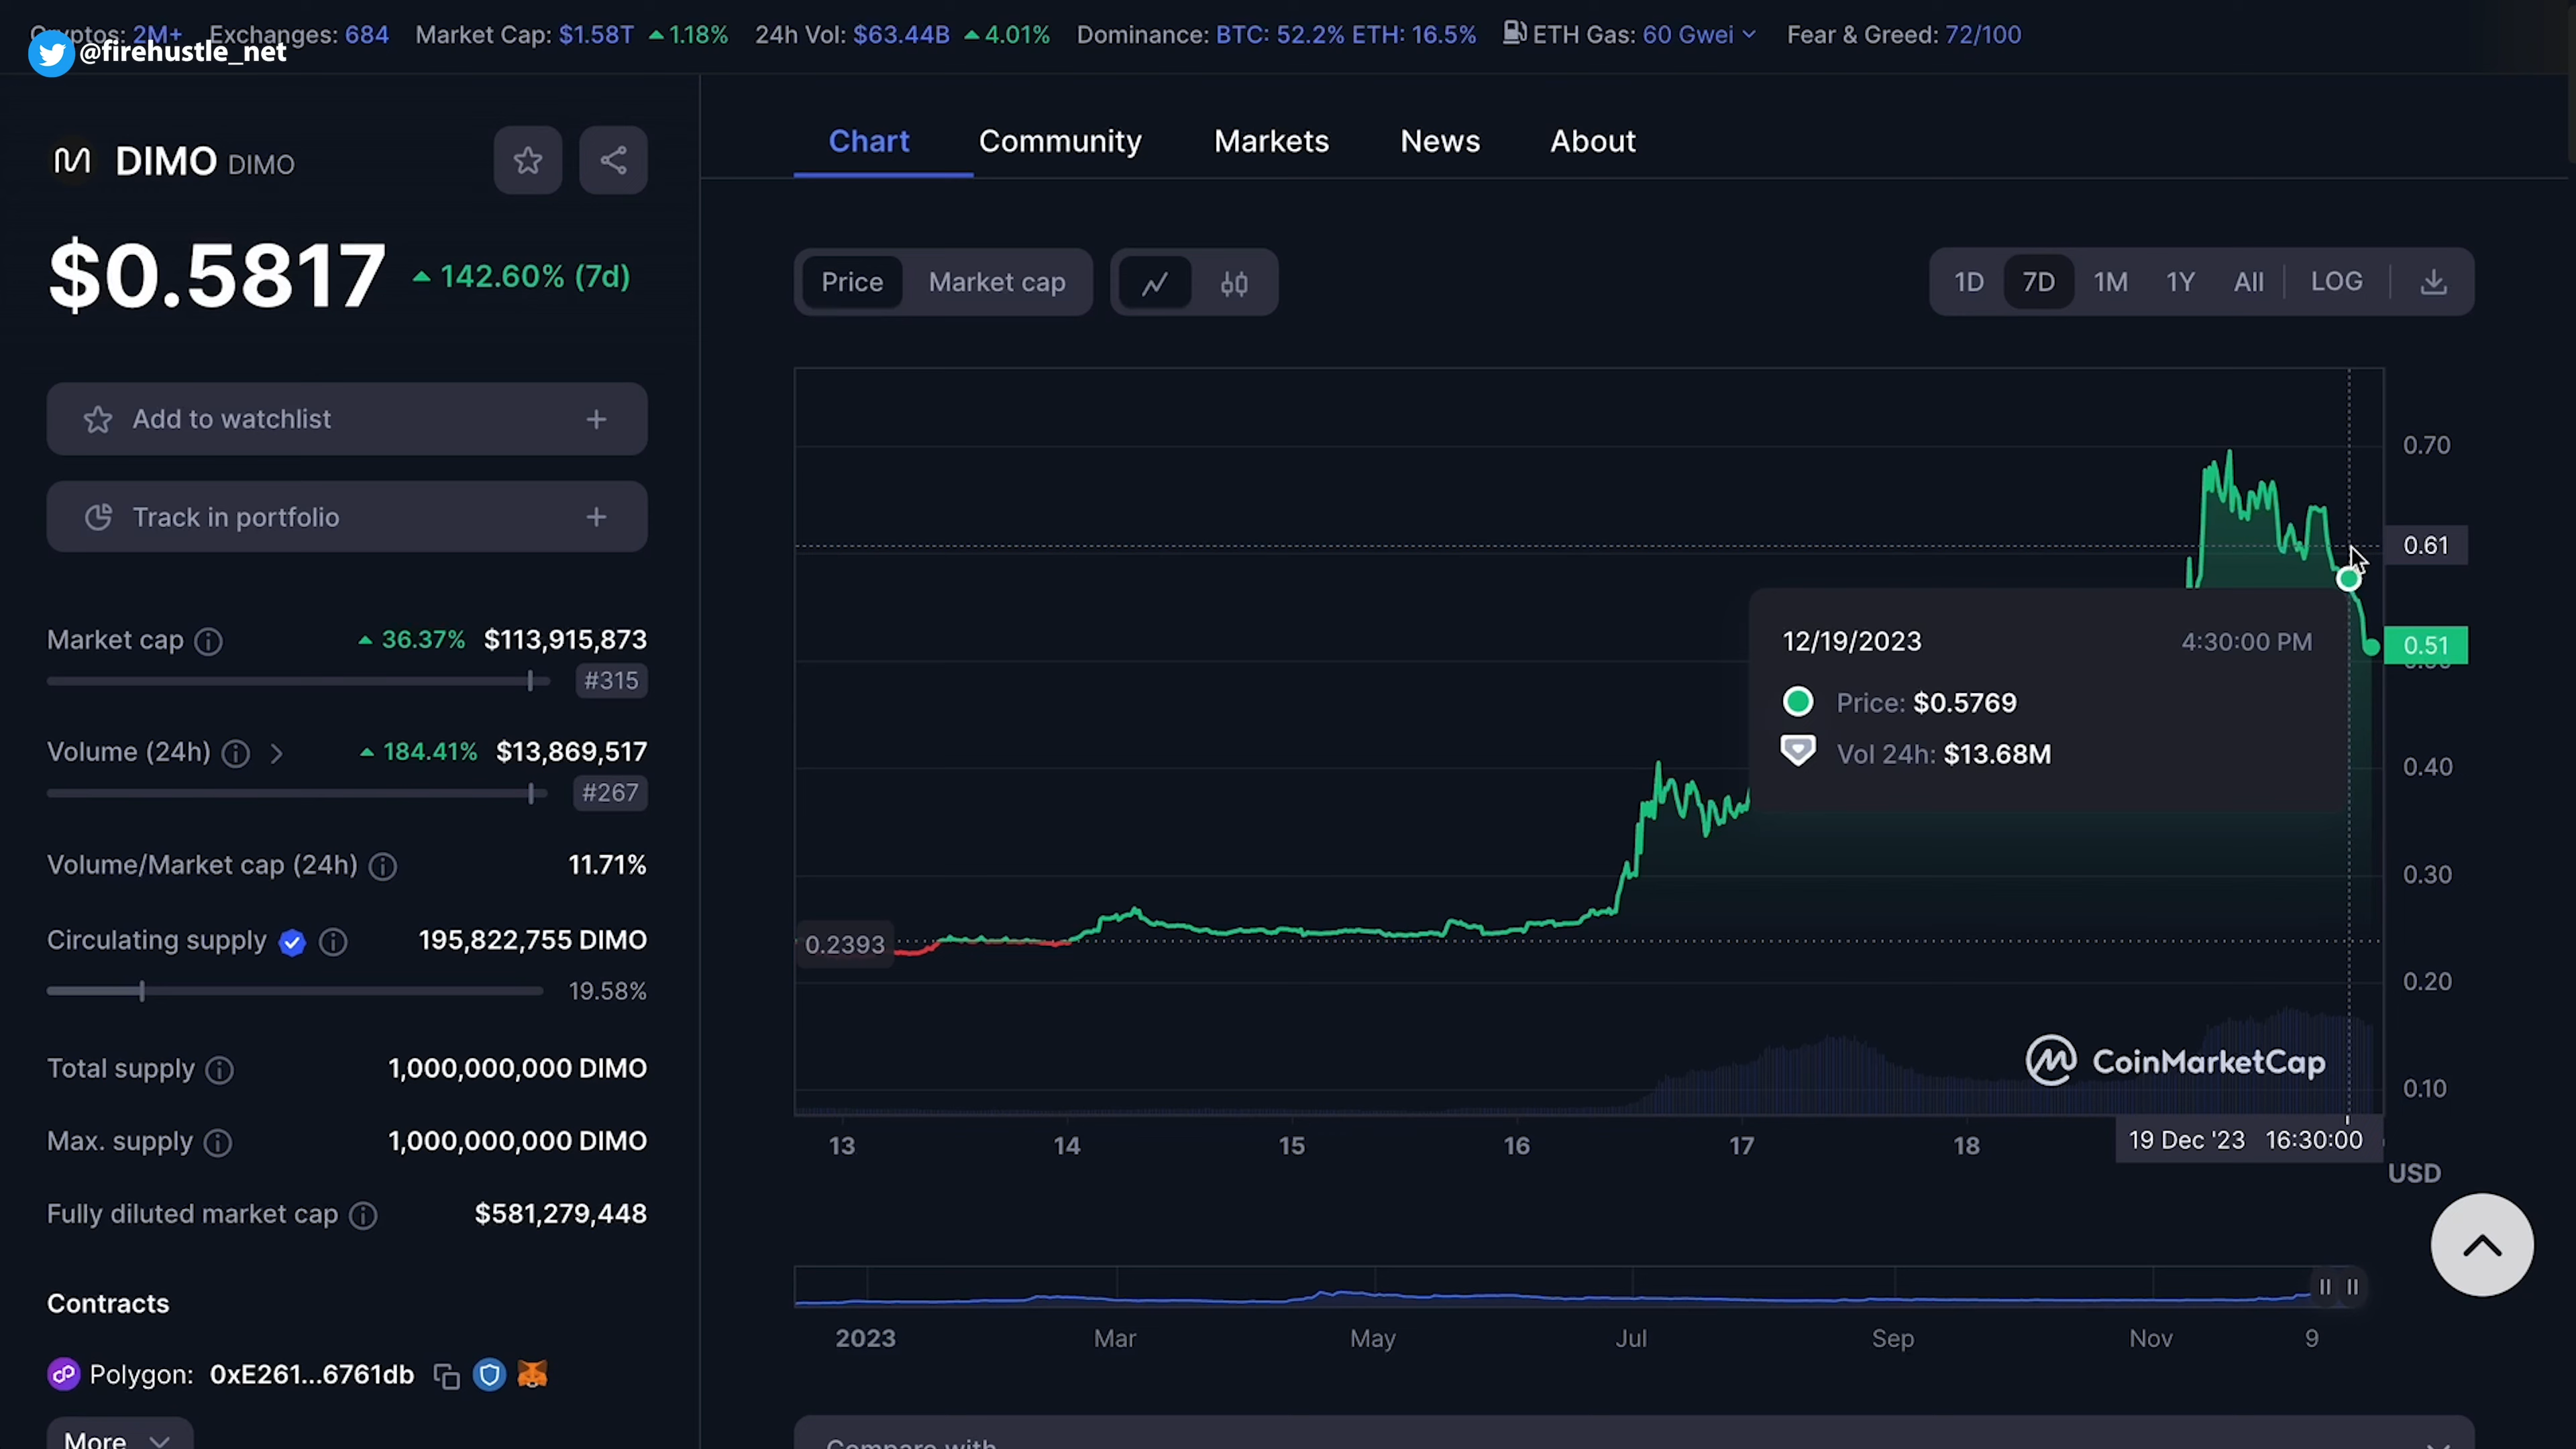 Cryptos: 2M+ Exchanges: 684 Market Cap: $1.58T 1.18% 24h Vol: $63.44B 4.01% Dominance: BTC: 52.2% ETH: 16.5% ETH Gas: 60 Gwei Fear & Greed: 72/100
@firehustle_net
Chart Community Markets News About
DIMO DIMO
$0.5817 142.60% (7d)
Price Market cap 1D 7D 1M 1Y All LOG
Add to watchlist +
Track in portfolio +
Market cap 36.37% $113,915,873
#315
Volume (24h) 184.41% $13,869,517
#267
Volume/Market cap (24h) 11.71%
Circulating supply 195,822,755 DIMO
19.58%
Total supply 1,000,000,000 DIMO
Max. supply 1,000,000,000 DIMO
Fully diluted market cap $581,279,448
Contracts
Polygon: 0xE261...6761db
More
0.70
0.61
0.51
0.40
0.30
0.20
0.10
12/19/2023 4:30:00 PM
Price: $0.5769
Vol 24h: $13.68M
0.2393
CoinMarketCap
13 14 15 16 17 18 19 Dec '23 16:30:00
USD
2023 Mar May Jul Sep Nov 9
Compare with